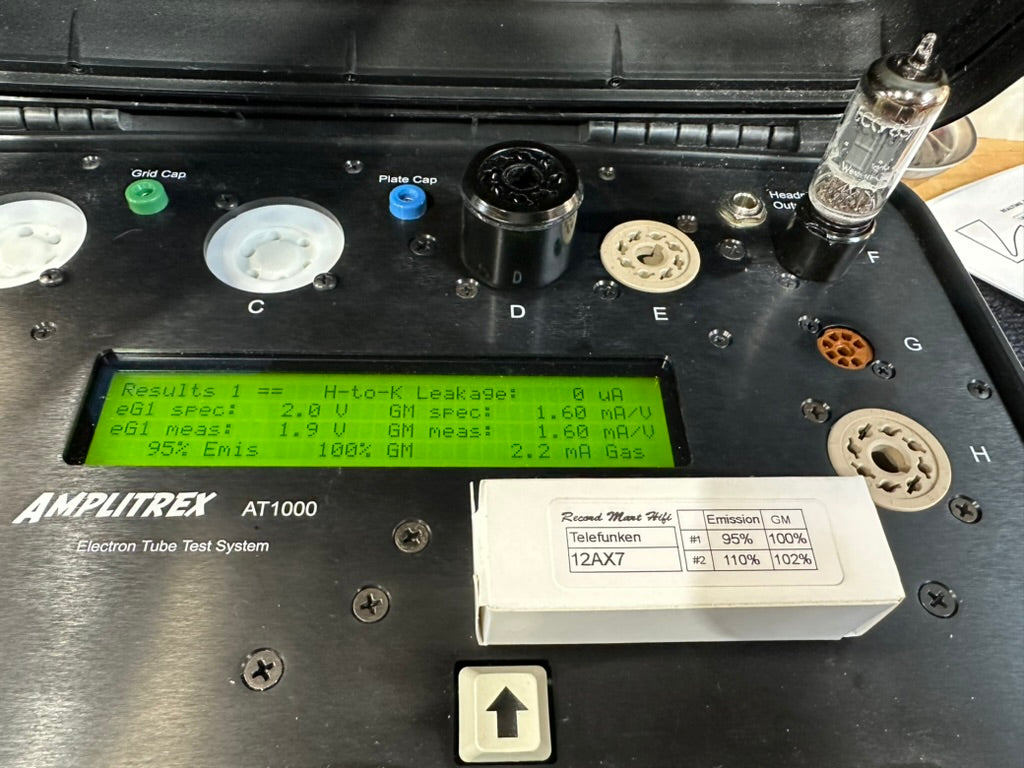 Grid Cap
Plate Cap
Head
Out
C
D
D
E
F
G
H
Results 1 == H-to-K Leakage: 0 uA
eG1 spec: 2.0 V GM spec: 1.60 mA/V
eG1 meas: 1.9 V GM meas: 1.60 mA/V
95% Emis 100% GM 2.2 mA Gas
AMPLITREX AT1000
Electron Tube Test System
Record Mart Hifi
Telefunken
12AX7
Emission GM
#1 95% 100%
#2 110% 102%